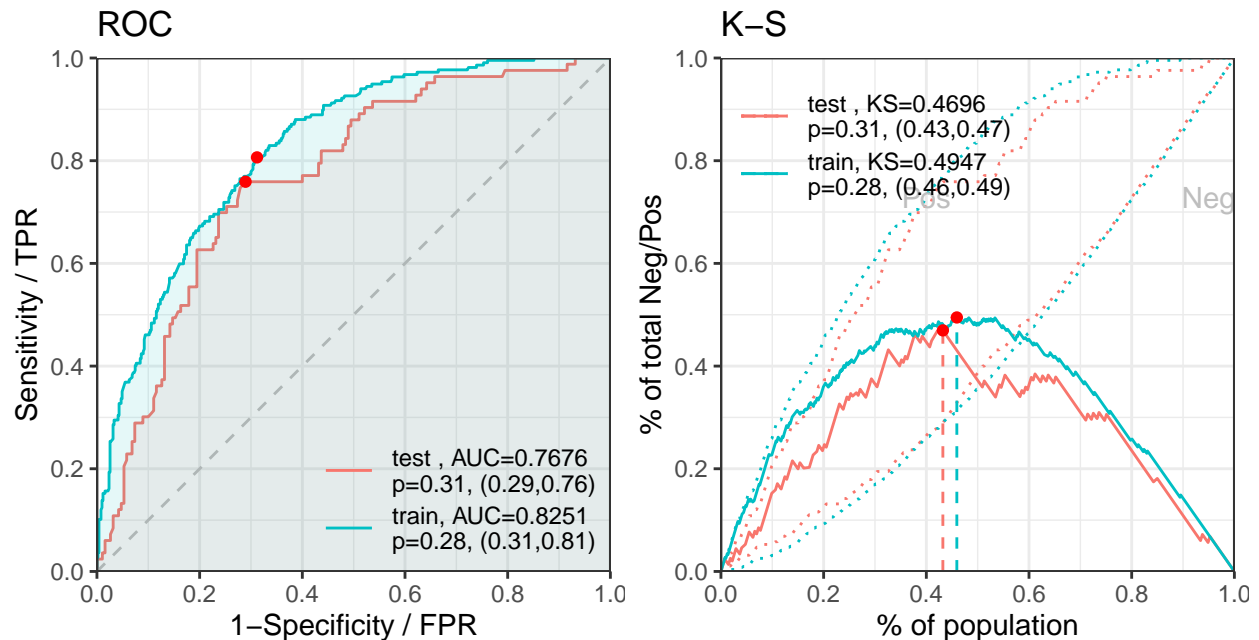 ROC
1.0
0.8
0.6
0.4
0.2
0.0
Sensitivity / TPR
test , AUC=0.7676
p=0.31, (0.29,0.76)
train, AUC=0.8251
p=0.28, (0.31,0.81)
0.0 0.2 0.4 0.6 0.8 1.0
1−Specificity / FPR
K−S
1.0
0.8
0.6
0.4
0.2
0.0
% of total Neg/Pos
test , KS=0.4696
p=0.31, (0.43,0.47)
train, KS=0.4947
p=0.28, (0.46,0.49)
Pos
Neg
0.0 0.2 0.4 0.6 0.8 1.0
% of population